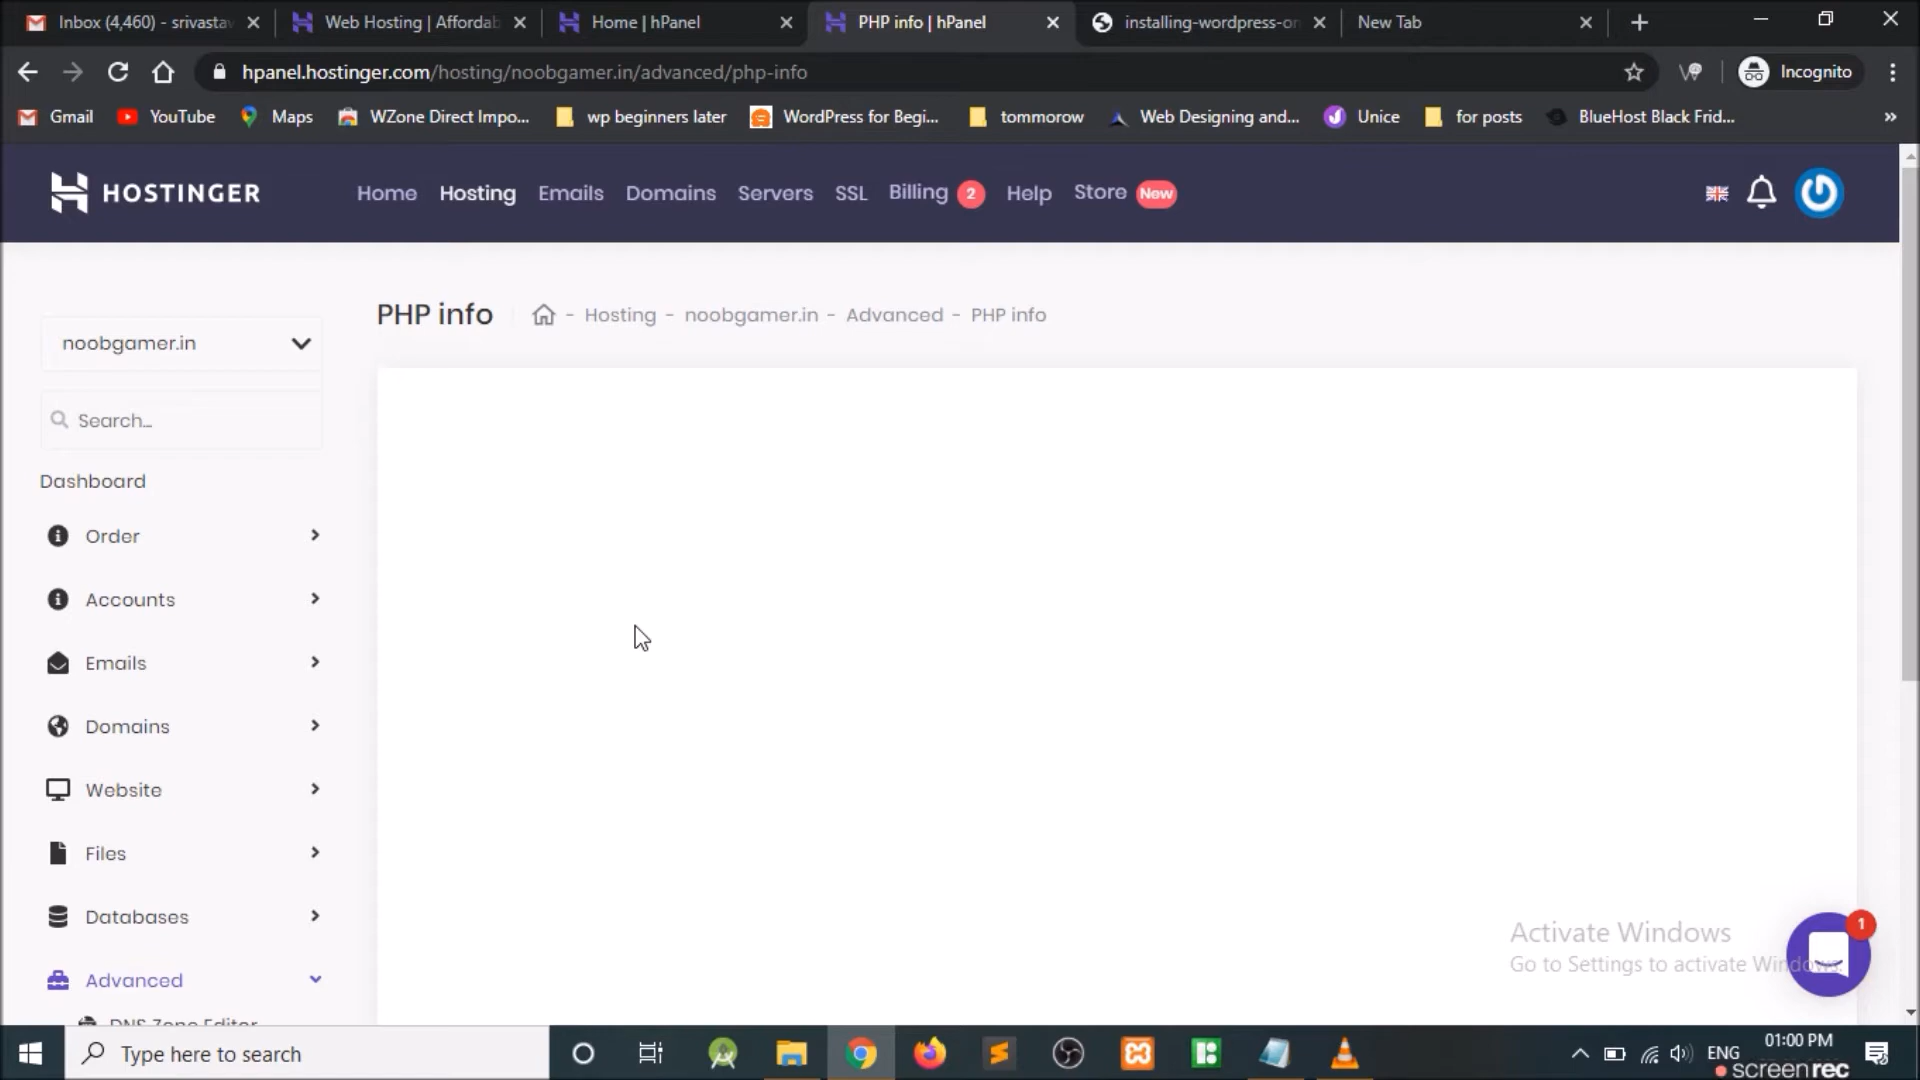 Inbox (4,460) - srivastav
Web Hosting | Affordab
Home | hPanel
PHP info | hPanel
installing-wordpress-on
New Tab
hpanel.hostinger.com/hosting/noobgamer.in/advanced/php-info
Incognito
Gmail
YouTube
Maps
WZone Direct Impo...
wp beginners later
WordPress for Begi...
tommorow
Web Designing and...
Unice
for posts
BlueHost Black Frid...
»
HOSTINGER
Home
Hosting
Emails
Domains
Servers
SSL
Billing 2
Help
Store New
PHP info
- Hosting - noobgamer.in - Advanced - PHP info
noobgamer.in
Search...
Dashboard
Order
Accounts
Emails
Domains
Website
Files
Databases
Advanced
DNS Zone Editor
1
Activate Windows
Go to Settings to activate Windows.
Type here to search
ENG
01:00 PM
screenrec